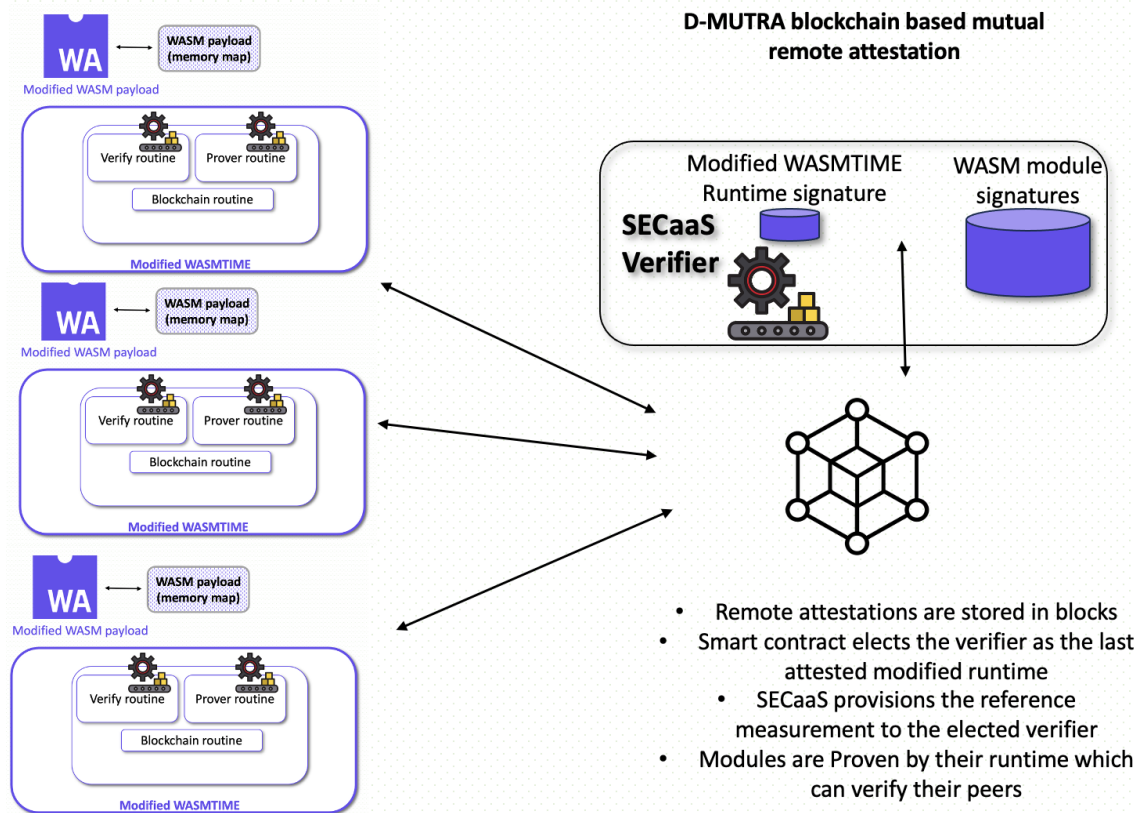 D-MUTRA blockchain based mutual
remote attestation
WA
WASM payload
(memory map)
Modified WASM payload
Verify routine
Prover routine
Blockchain routine
Modified WASMTIME
WA
WASM payload
(memory map)
Modified WASM payload
Verify routine
Prover routine
Blockchain routine
Modified WASMTIME
WA
WASM payload
(memory map)
Modified WASM payload
Verify routine
Prover routine
Blockchain routine
Modified WASMTIME
Modified WASMTIME
Runtime signature
WASM module
signatures
SECaaS
Verifier
• Remote attestations are stored in blocks
• Smart contract elects the verifier as the last
attested modified runtime
• SECaaS provisions the reference
measurement to the elected verifier
• Modules are Proven by their runtime which
can verify their peers